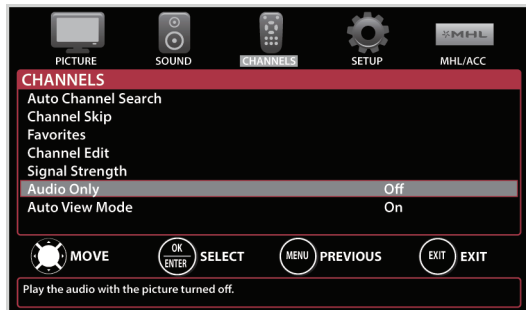 MHL
PICTURE SOUND CHANNELS SETUP MHL/ACC
CHANNELS
Auto Channel Search
Channel Skip
Favorites
Channel Edit
Signal Strength
Audio Only Off
Auto View Mode On
MOVE OK ENTER SELECT MENU PREVIOUS EXIT EXIT
Play the audio with the picture turned off.